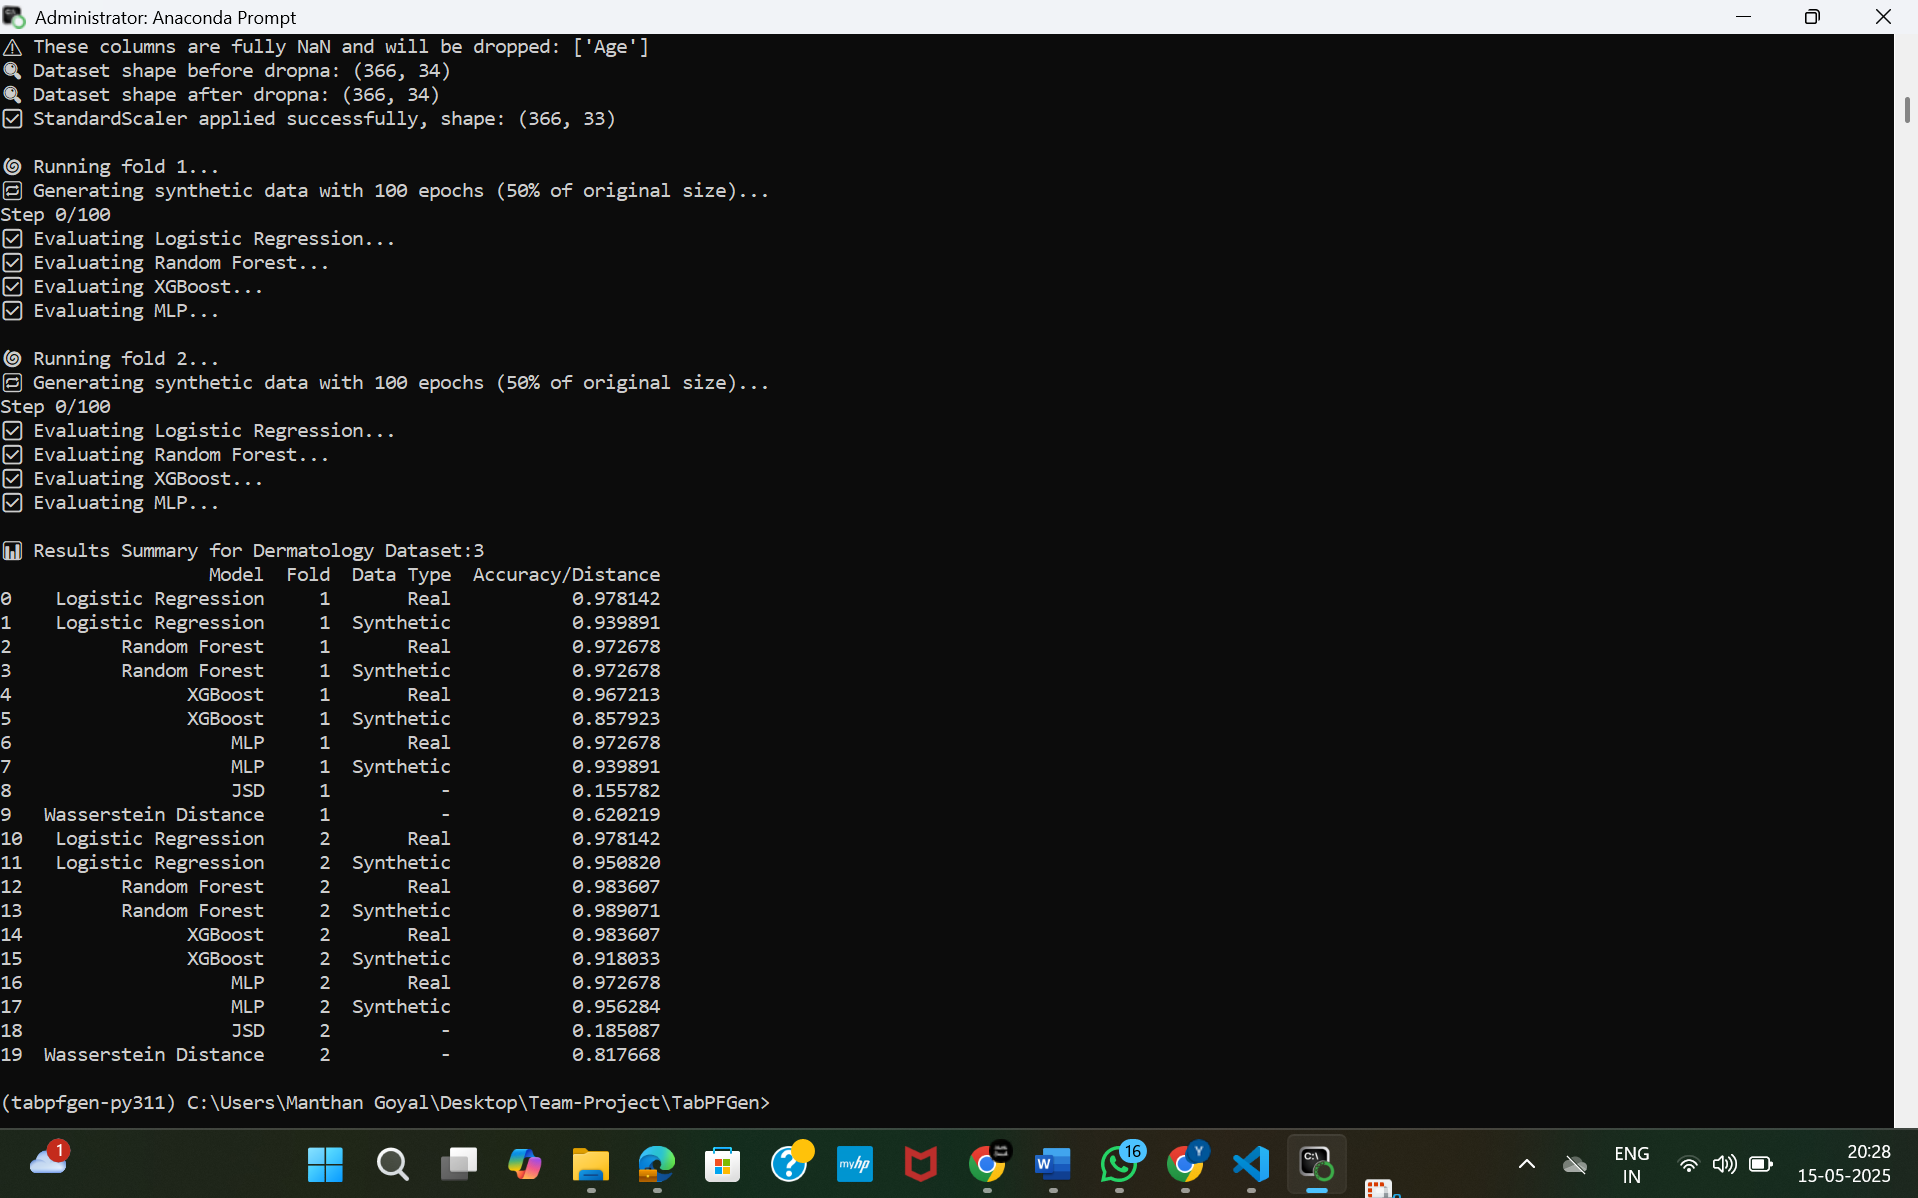 Administrator: Anaconda Prompt
⚠ These columns are fully NaN and will be dropped: ['Age']
Dataset shape before dropna: (366, 34)
Dataset shape after dropna: (366, 34)
StandardScaler applied successfully, shape: (366, 33)
Running fold 1...
Generating synthetic data with 100 epochs (50% of original size)...
Step 0/100
Evaluating Logistic Regression...
Evaluating Random Forest...
Evaluating XGBoost...
Evaluating MLP...
Running fold 2...
Generating synthetic data with 100 epochs (50% of original size)...
Step 0/100
Evaluating Logistic Regression...
Evaluating Random Forest...
Evaluating XGBoost...
Evaluating MLP...
Results Summary for Dermatology Dataset:3
Model Fold Data Type Accuracy/Distance
0 Logistic Regression 1 Real 0.978142
1 Logistic Regression 1 Synthetic 0.939891
2 Random Forest 1 Real 0.972678
3 Random Forest 1 Synthetic 0.972678
4 XGBoost 1 Real 0.967213
5 XGBoost 1 Synthetic 0.857923
6 MLP 1 Real 0.972678
7 MLP 1 Synthetic 0.939891
8 JSD 1 - 0.155782
9 Wasserstein Distance 1 - 0.620219
10 Logistic Regression 2 Real 0.978142
11 Logistic Regression 2 Synthetic 0.950820
12 Random Forest 2 Real 0.983607
13 Random Forest 2 Synthetic 0.989071
14 XGBoost 2 Real 0.983607
15 XGBoost 2 Synthetic 0.918033
16 MLP 2 Real 0.972678
17 MLP 2 Synthetic 0.956284
18 JSD 2 - 0.185087
19 Wasserstein Distance 2 - 0.817668
(tabpfgen-py311) C:\Users\Manthan Goyal\Desktop\Team-Project\TabPFGen>
1
myhp
W
16
Y
C:\
ENG
IN
20:28
15-05-2025